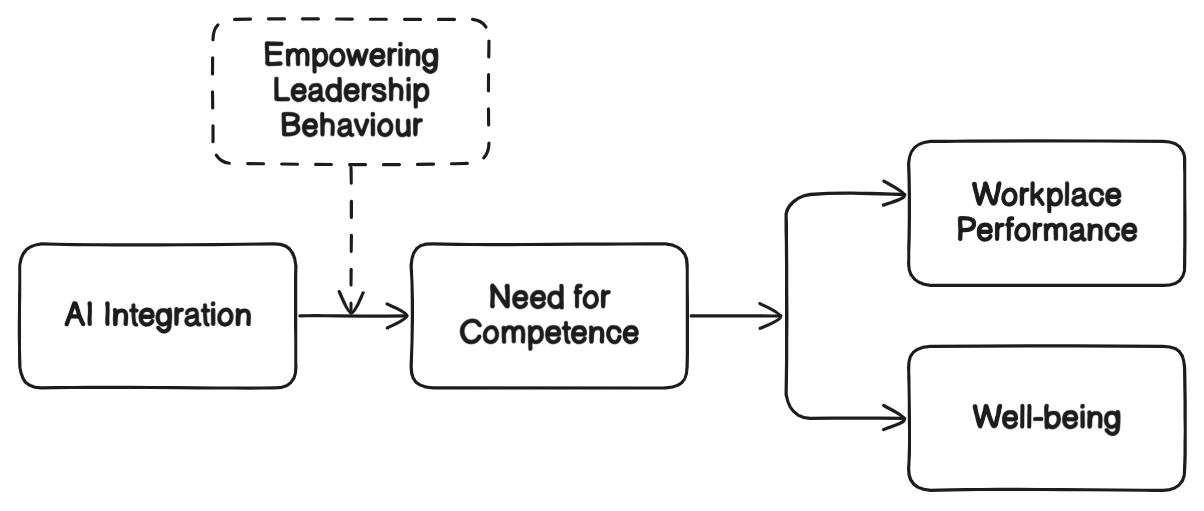 Empowering
Leadership
Behaviour
AI Integration
Need for
Competence
Workplace
Performance
Well-being